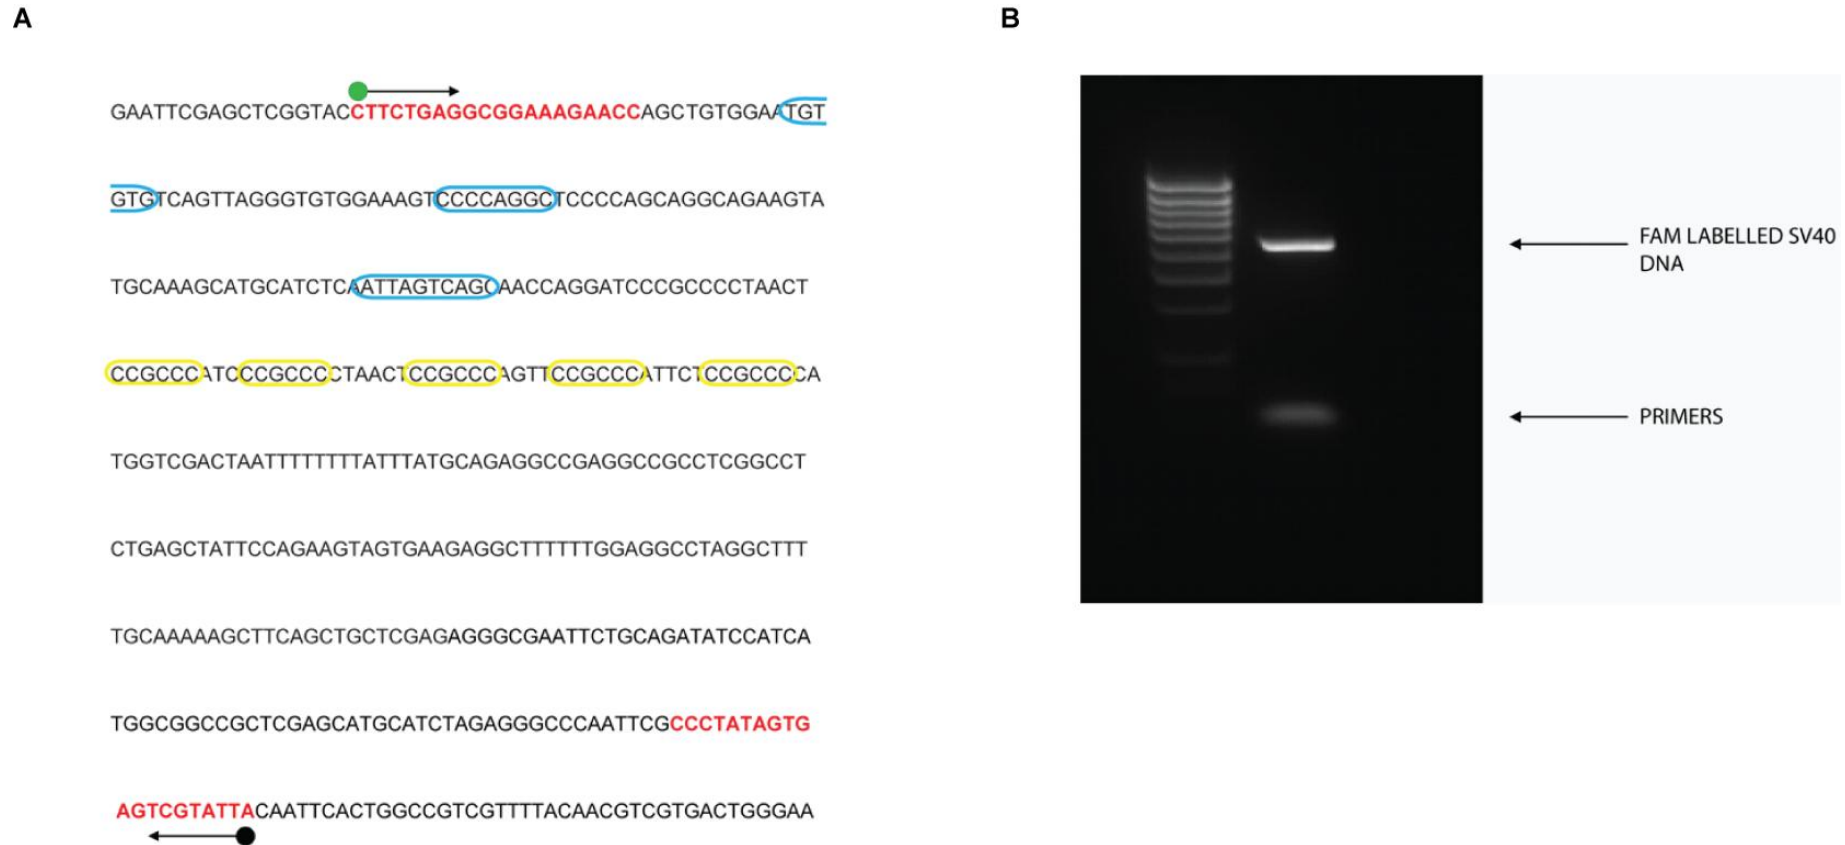 A
B
GAATTCGAGCTCGGTACCTTCTGAGGCGGAAAGAACCAGCTGTGGAATGT
GTGTCAGTTAGGGTGTGGAAAGTCCCCAGGCTCCCCAGCAGGCAGAAGTA
TGCAAAGCATGCATCTCAATTAGTCAGCAACCAGGATCCCGCCCCTAACT
CCGCCCATCCCGCCCCTAACTCCGCCCAGTTCCGCCCATTCTCCGCCCCA
TGGTCGACTAATTTTTTTTATTTATGCAGAGGCCGAGGCCGCCTCGGCCT
CTGAGCTATTCCAGAAGTAGTGAAGAGGCTTTTTTGGAGGCCTAGGCTTT
TGCAAAAAGCTTCAGCTGCTCGAGAGGGCGAATTCTGCAGATATCCATCA
TGGCGGCCGCTCGAGCATGCATCTAGAGGGCCCAATTCGCCCTATAGTG
AGTCGTATTACAATTCACTGGCCGTCGTTTTACAACGTCGTGACTGGGAA
FAM LABELLED SV40
DNA
PRIMERS